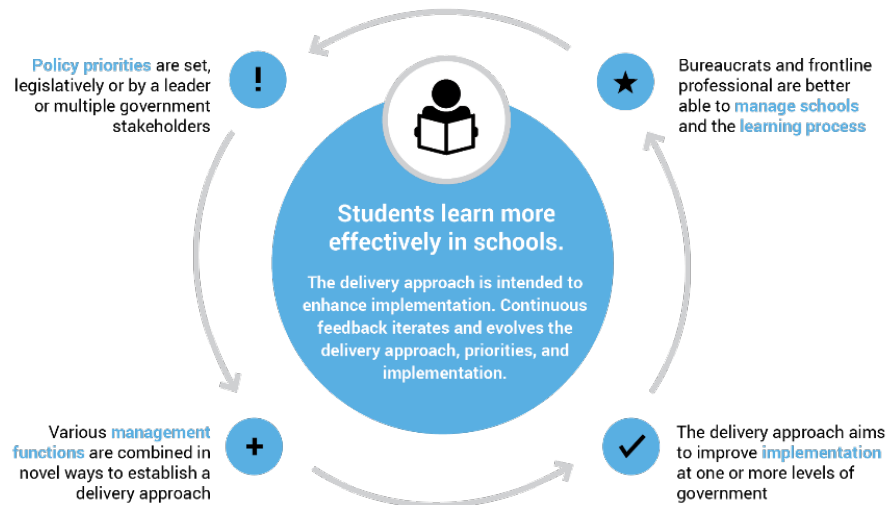 Policy priorities are set,
legislatively or by a leader
or multiple government
stakeholders
!
Bureaucrats and frontline
professional are better
able to manage schools
and the learning process
Students learn more
effectively in schools.
The delivery approach is intended to
enhance implementation. Continuous
feedback iterates and evolves the
delivery approach, priorities, and
implementation.
Various management
functions are combined in
novel ways to establish a
delivery approach
+
The delivery approach aims
to improve implementation
at one or more levels of
government